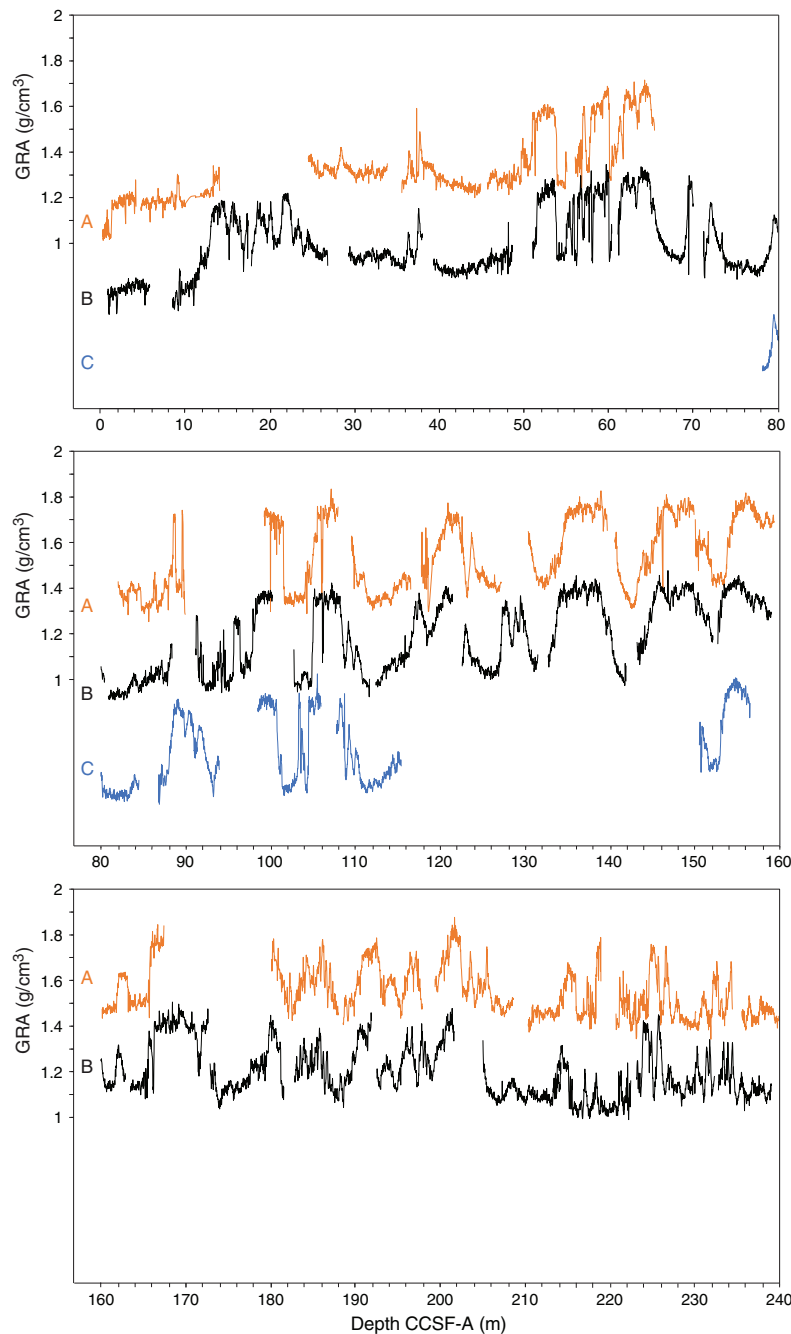 2
1.8
1.6
1.4
1.2
1
GRA (g/cm³)
A
B
C
0 10 20 30 40 50 60 70 80
2
1.8
1.6
1.4
1.2
1
GRA (g/cm³)
A
B
C
80 90 100 110 120 130 140 150 160
2
1.8
1.6
1.4
1.2
1
GRA (g/cm³)
A
B
160 170 180 190 200 210 220 230 240
Depth CCSF-A (m)